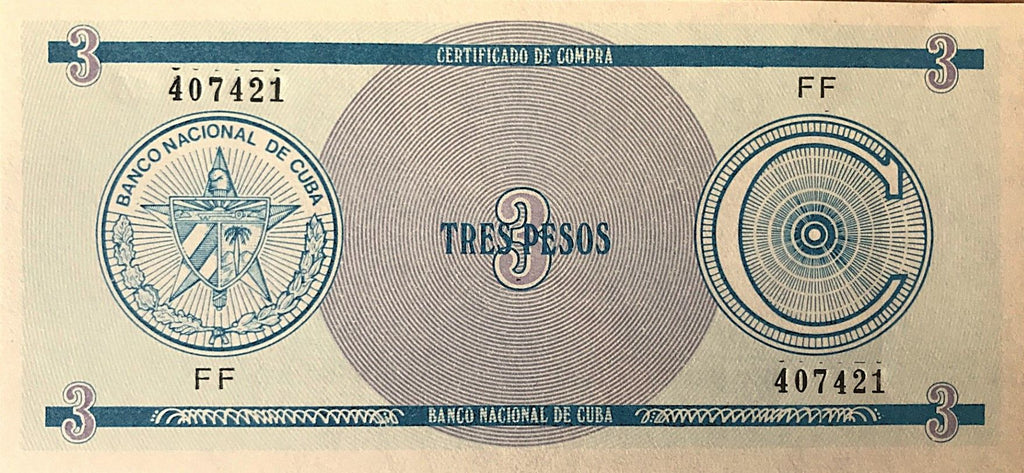 3 CERTIFICADO DE COMPRA 3
407421 FF
BANCO NACIONAL DE CUBA
C
3
TRES PESOS
FF 407421
3 BANCO NACIONAL DE CUBA 3